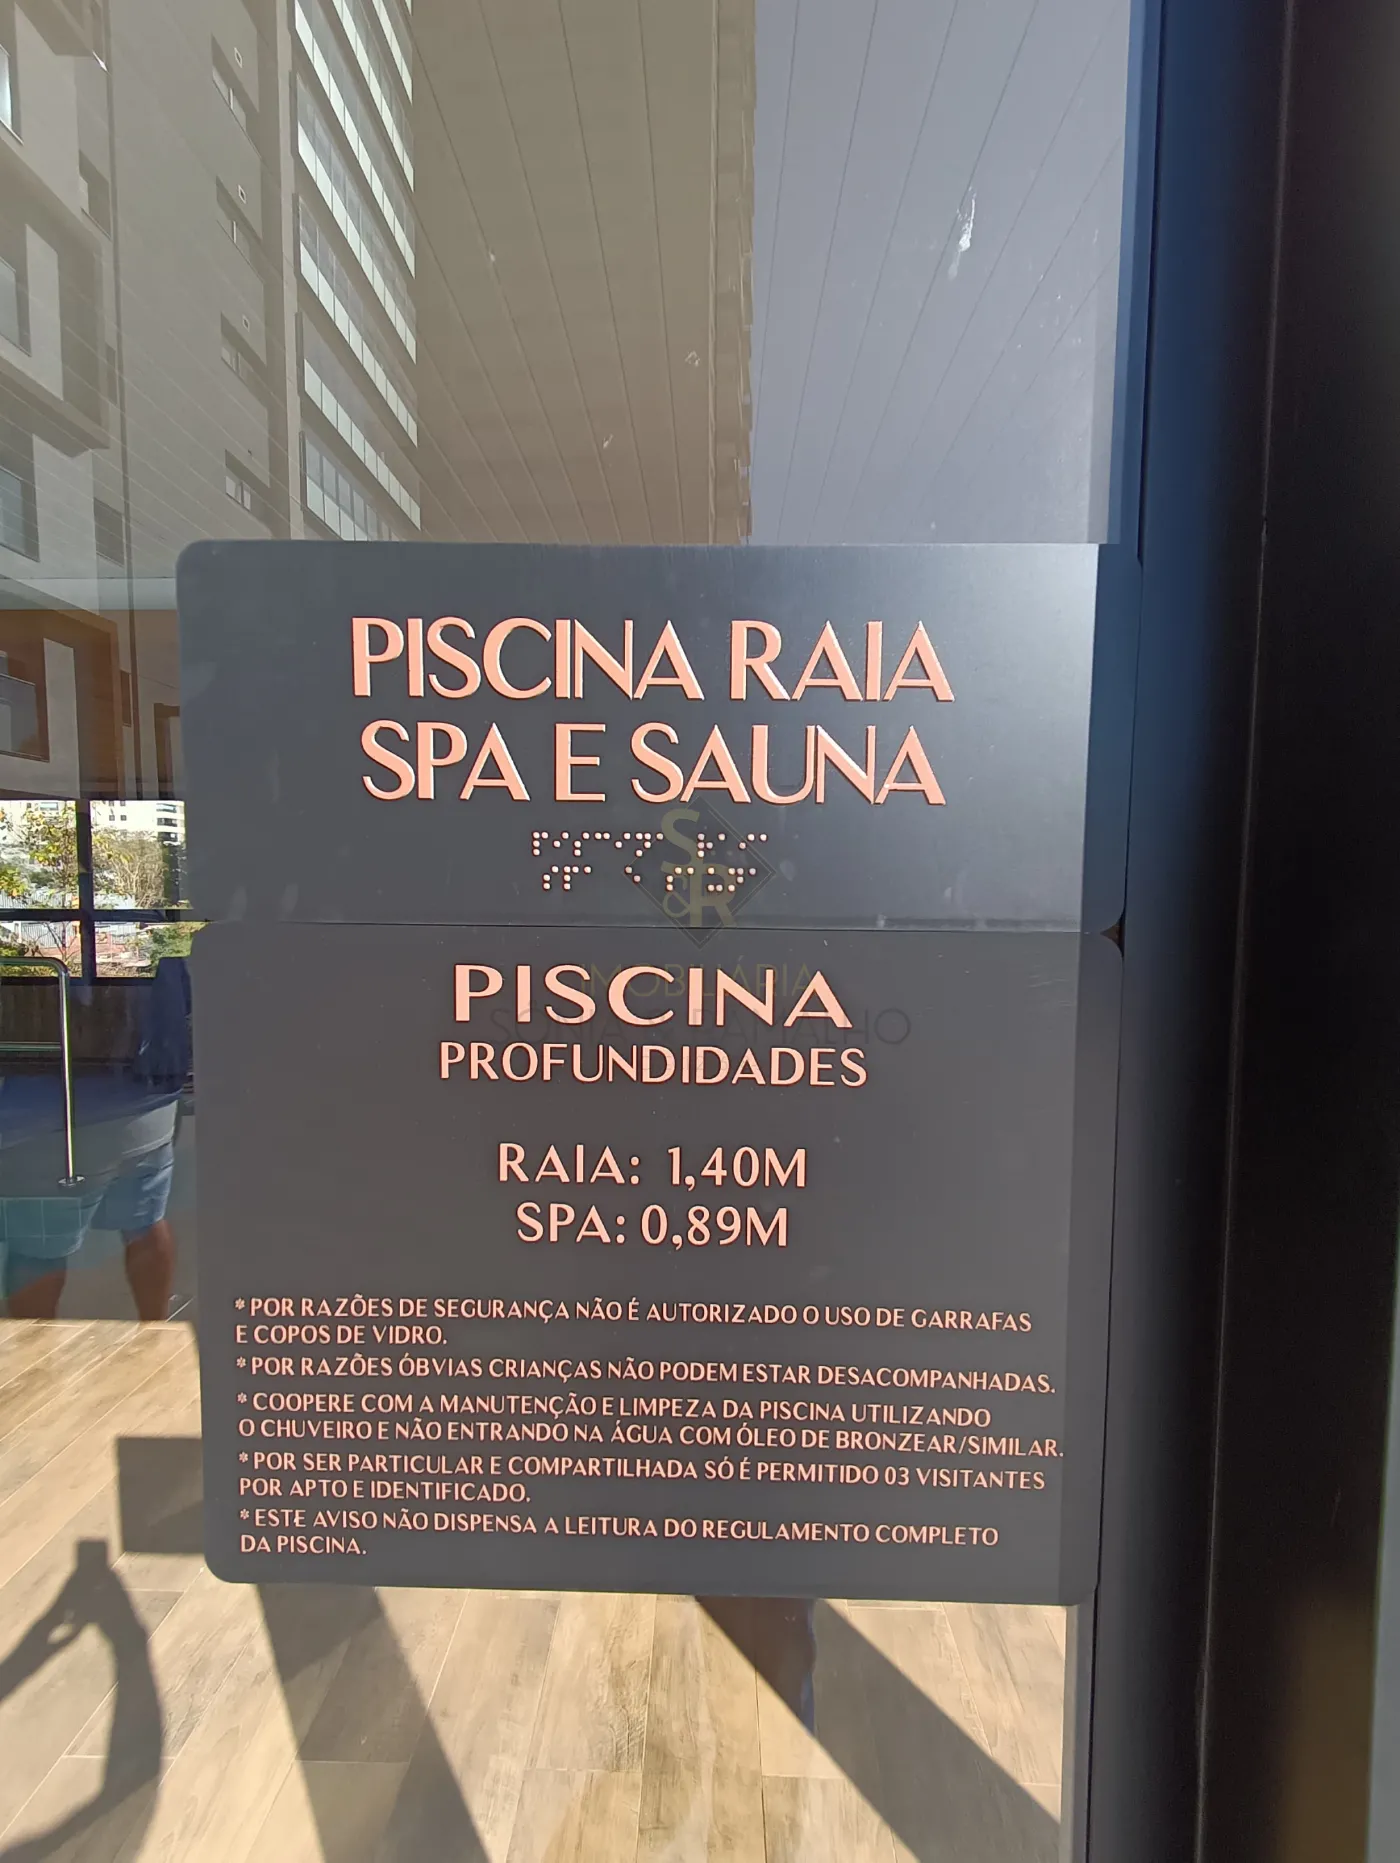 PISCINA RAIA
SPA E SAUNA
S&R
IMOBILIÁRIA
PISCINA
PROFUNDIDADES
RAIA: 1,40M
SPA: 0,89M
* POR RAZÕES DE SEGURANÇA NÃO É AUTORIZADO O USO DE GARRAFAS
E COPOS DE VIDRO.
* POR RAZÕES ÓBVIAS CRIANÇAS NÃO PODEM ESTAR DESACOMPANHADAS.
* COOPERE COM A MANUTENÇÃO E LIMPEZA DA PISCINA UTILIZANDO
O CHUVEIRO E NÃO ENTRANDO NA ÁGUA COM ÓLEO DE BRONZEAR/SIMILAR.
* POR SER PARTICULAR E COMPARTILHADA SÓ É PERMITIDO 03 VISITANTES
POR APTO E IDENTIFICADO.
* ESTE AVISO NÃO DISPENSA A LEITURA DO REGULAMENTO COMPLETO
DA PISCINA.